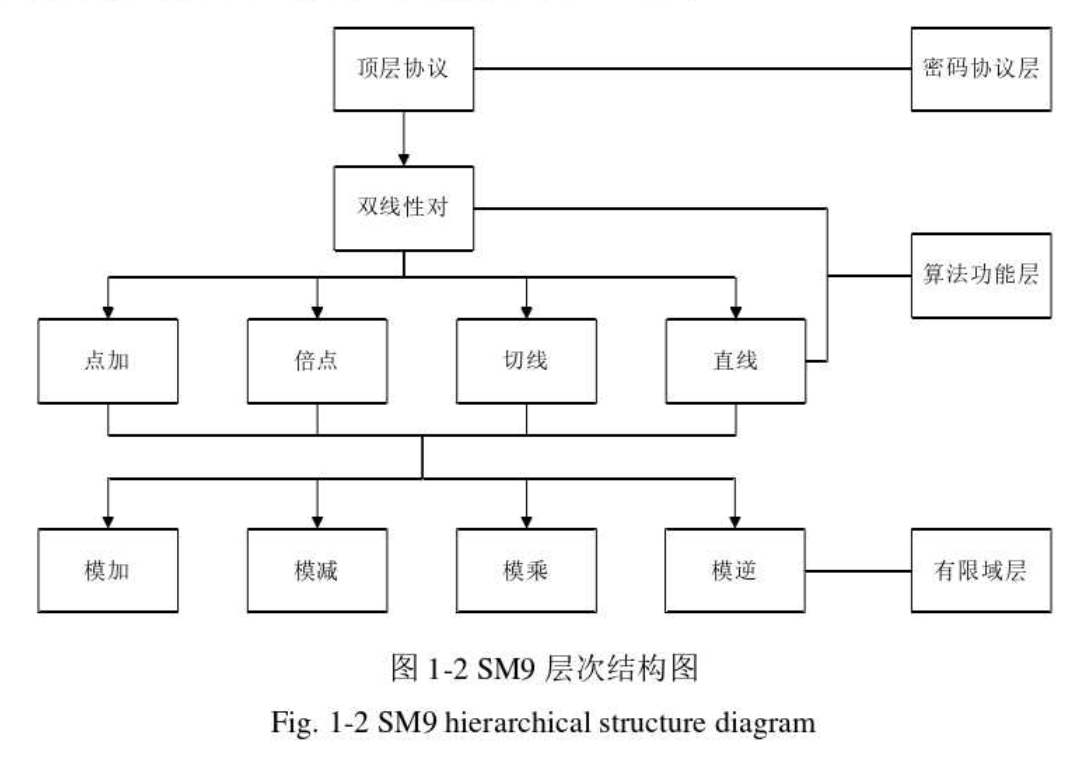 顶层协议
密码协议层
双线性对
算法功能层
点加
倍点
切线
直线
模加
模减
模乘
模逆
有限域层
图 1-2 SM9 层次结构图
Fig. 1-2 SM9 hierarchical structure diagram